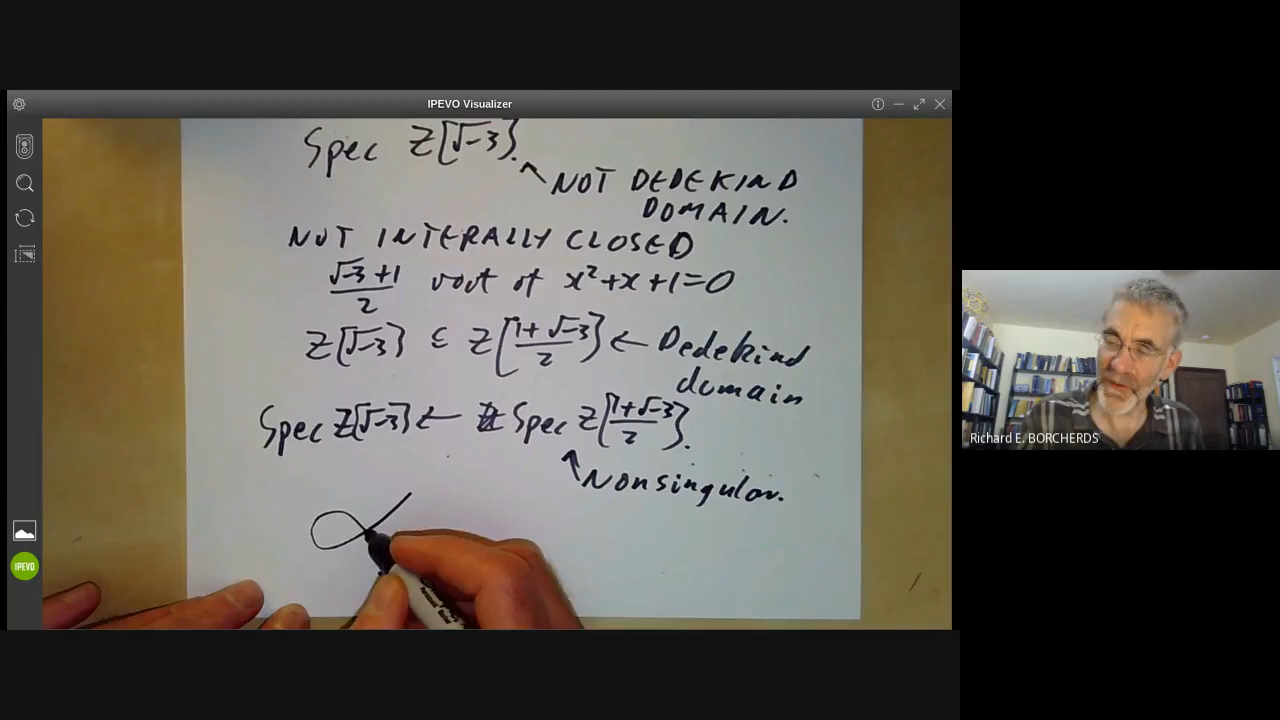 IPEVO Visualizer
Spec Z[√-3].
NOT DEDEKIND
DOMAIN.
NOT INTERALLY CLOSED
(√-3 +1)/2 root of x²+x+1=0
Z[√-3] ⊆ Z[(1+√-3)/2] ← Dedekind
domain
Spec Z[√-3] ← Spec Z[(1+√-3)/2].
Nonsingular.
IPEVO
Richard E. BORCHERDS